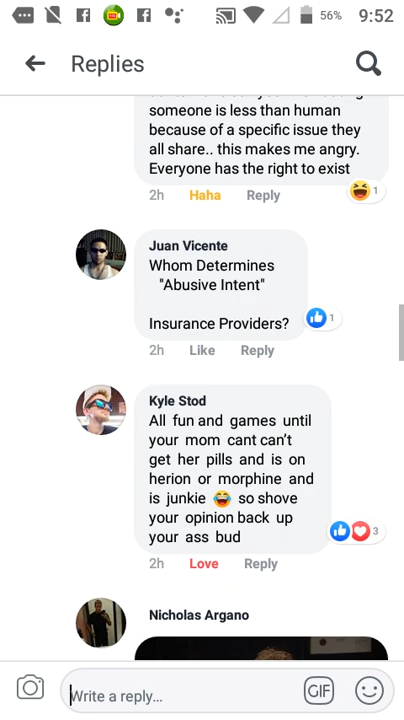 56% 9:52
Replies
someone is less than human
because of a specific issue they
all share.. this makes me angry.
Everyone has the right to exist
2h Haha Reply 1
Juan Vicente
Whom Determines
"Abusive Intent"
Insurance Providers?
1
2h Like Reply
Kyle Stod
All fun and games until
your mom cant can't
get her pills and is on
herion or morphine and
is junkie 😂 so shove
your opinion back up
your ass bud
3
2h Love Reply
Nicholas Argano
Write a reply...
GIF